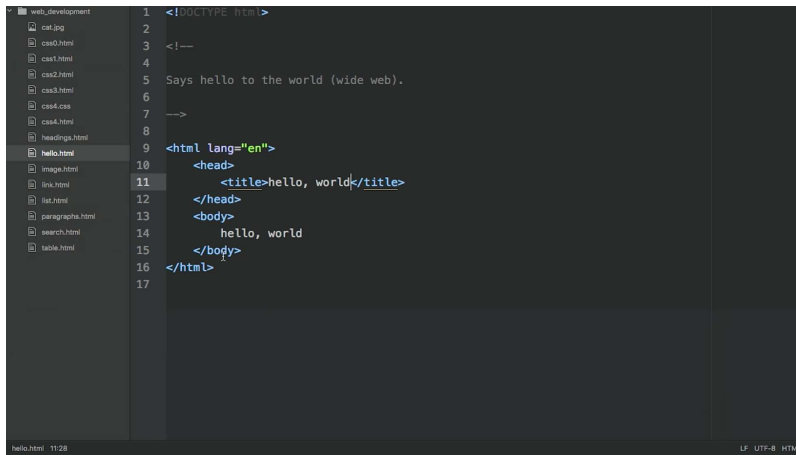 web_development
cat.jpg
css0.html
css1.html
css2.html
css3.html
css4.css
css4.html
headings.html
hello.html
image.html
link.html
list.html
paragraphs.html
search.html
table.html
1 <!DOCTYPE html>
2
3 <!--
4
5 Says hello to the world (wide web).
6
7 -->
8
9 <html lang="en">
10 <head>
11 <title>hello, world</title>
12 </head>
13 <body>
14 hello, world
15 </body>
16 </html>
17
hello.html 11:28
LF UTF-8 HTM